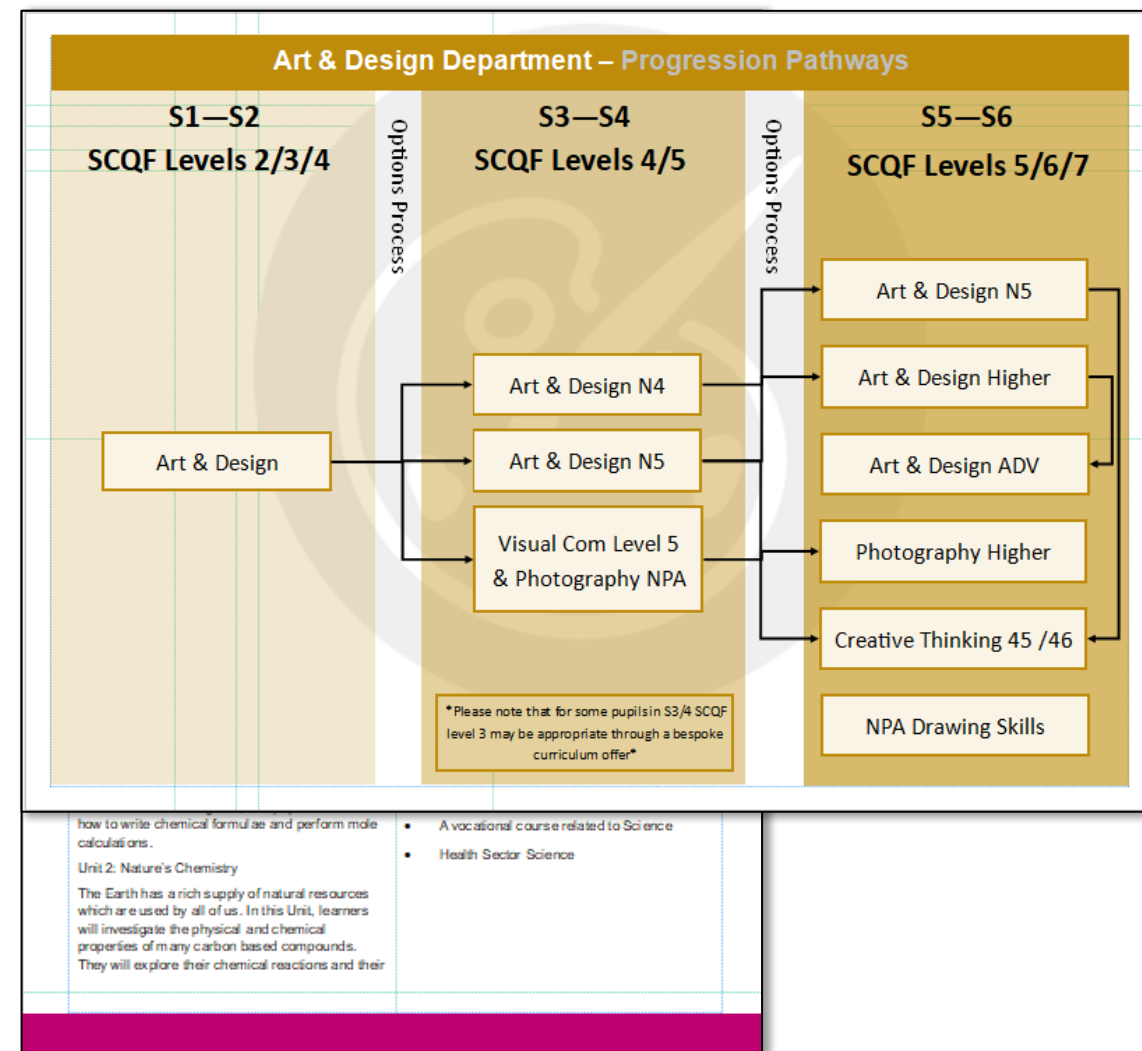 Art & Design Department – Progression Pathways
S1—S2
SCQF Levels 2/3/4
Options Process
S3—S4
SCQF Levels 4/5
Options Process
S5—S6
SCQF Levels 5/6/7
Art & Design
Art & Design N4
Art & Design N5
Visual Com Level 5
& Photography NPA
*Please note that for some pupils in S3/4 SCQF
level 3 may be appropriate through a bespoke
curriculum offer*
Art & Design N5
Art & Design Higher
Art & Design ADV
Photography Higher
Creative Thinking 45 /46
NPA Drawing Skills
how to write chemical formulae and perform mole
calculations.
Unit 2: Nature's Chemistry
The Earth has a rich supply of natural resources
which are used by all of us. In this Unit, learners
will investigate the physical and chemical
properties of many carbon based compounds.
They will explore their chemical reactions and their
• A vocational course related to Science
• Health Sector Science